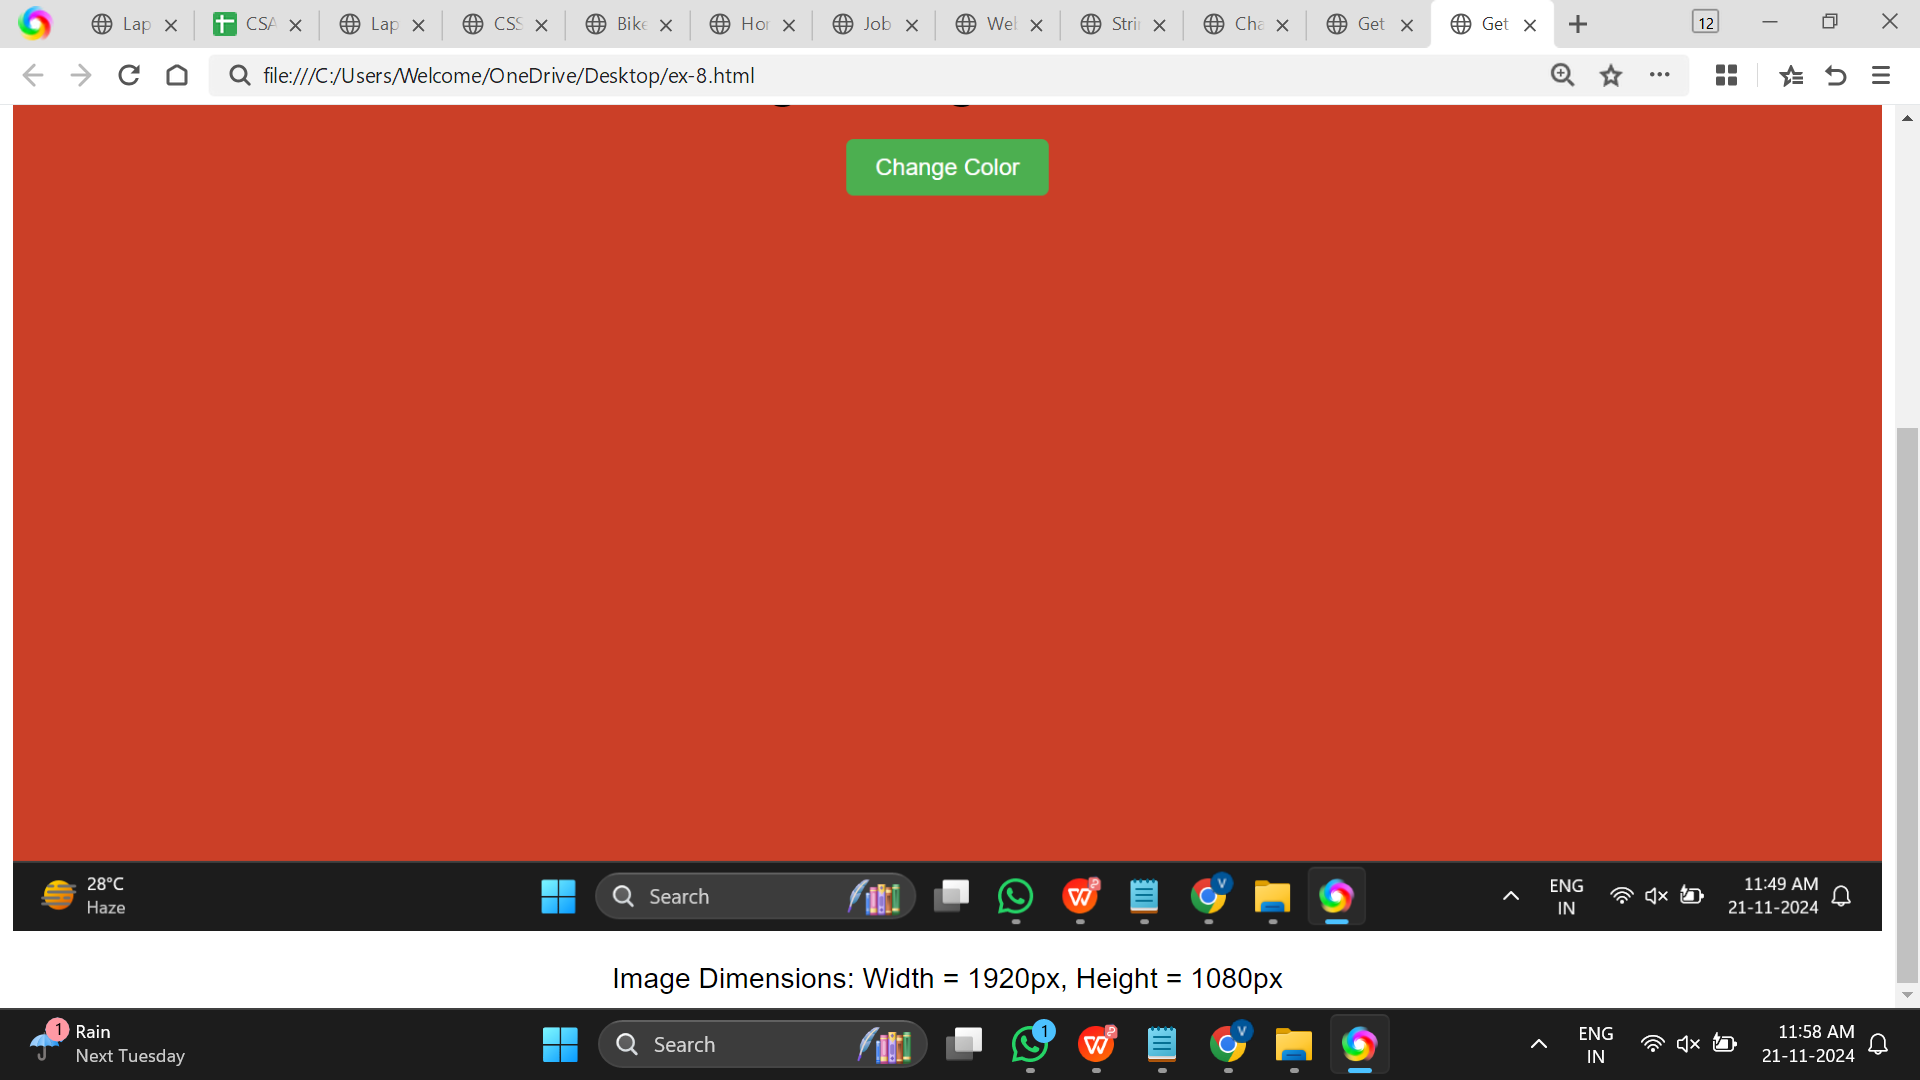 Lap
CSA
Lap
CSS
Bike
Hor
Job
Wel
Stri
Cha
Get
Get
12
file:///C:/Users/Welcome/OneDrive/Desktop/ex-8.html
Change Color
28°C
Haze
Search
V
ENG
IN
11:49 AM
21-11-2024
Image Dimensions: Width = 1920px, Height = 1080px
1
Rain
Next Tuesday
Search
1
V
ENG
IN
11:58 AM
21-11-2024